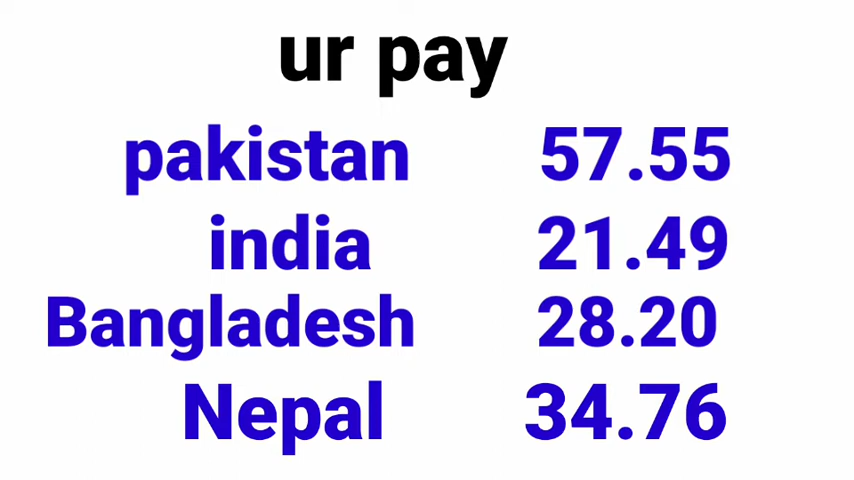 ur pay
pakistan 57.55
india 21.49
Bangladesh 28.20
Nepal 34.76